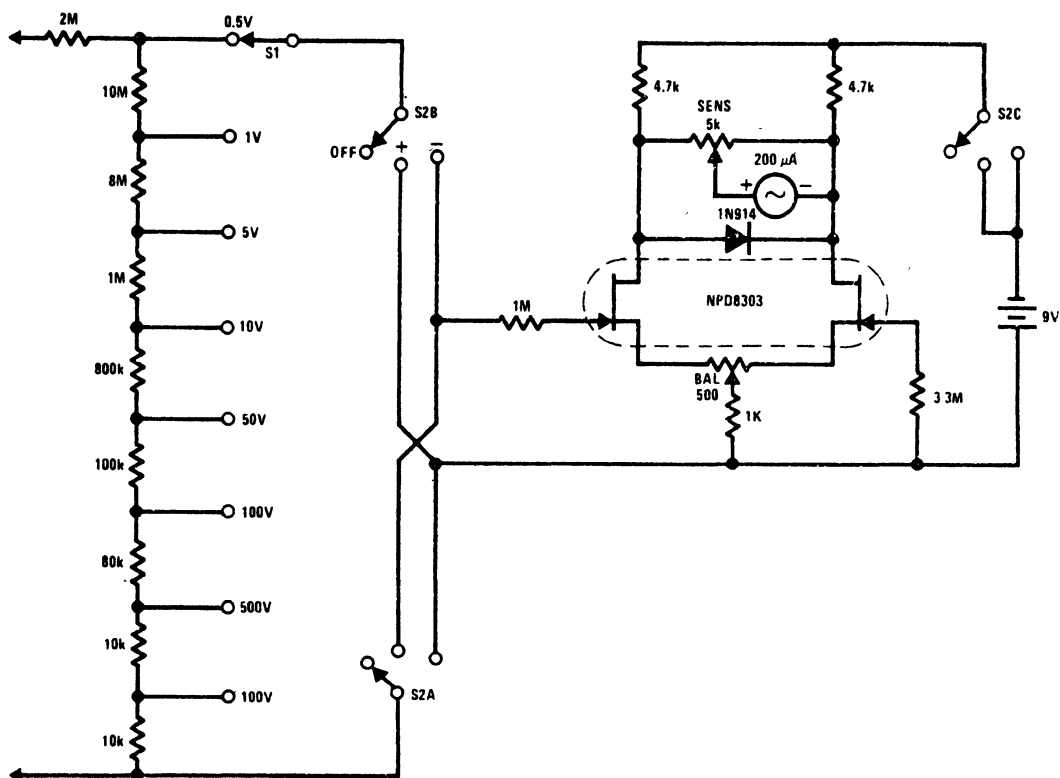 2M
0.5V
S1
10M
1V
8M
5V
1M
10V
800k
50V
100k
100V
80k
500V
10k
100V
10k
S2B
OFF
+
–
S2A
1M
4.7k
4.7k
SENS
5k
200 μA
+
–
1N914
NPD8303
BAL
500
1K
3.3M
S2C
9V